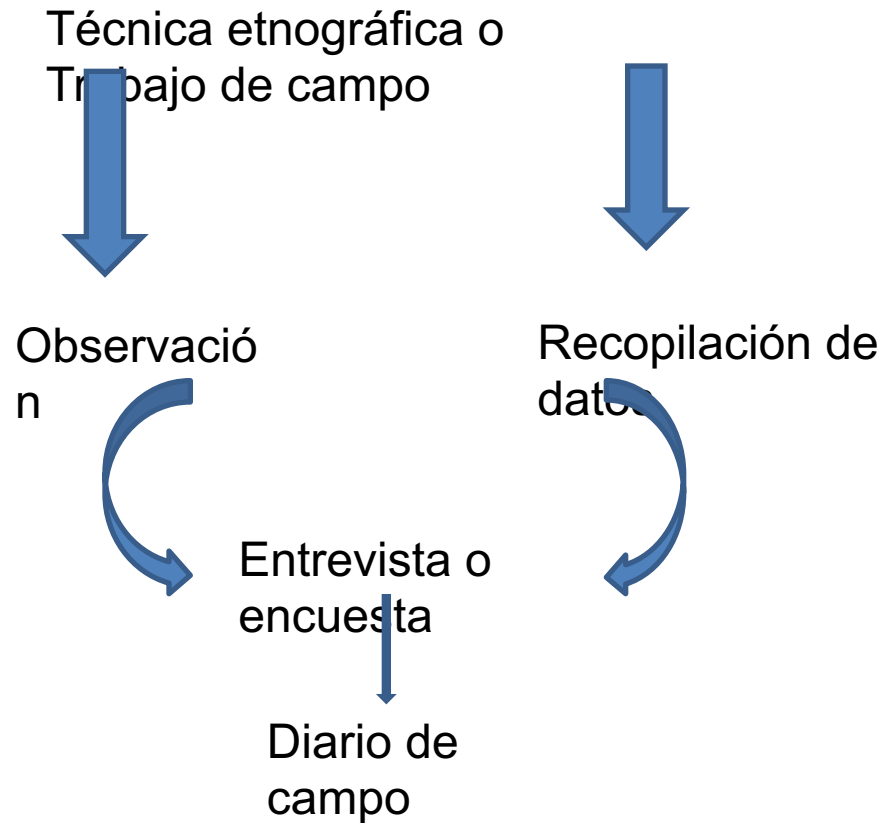 Técnica etnográfica o
Trabajo de campo
Observació
n
Recopilación de
datos
Entrevista o
encuesta
Diario de
campo